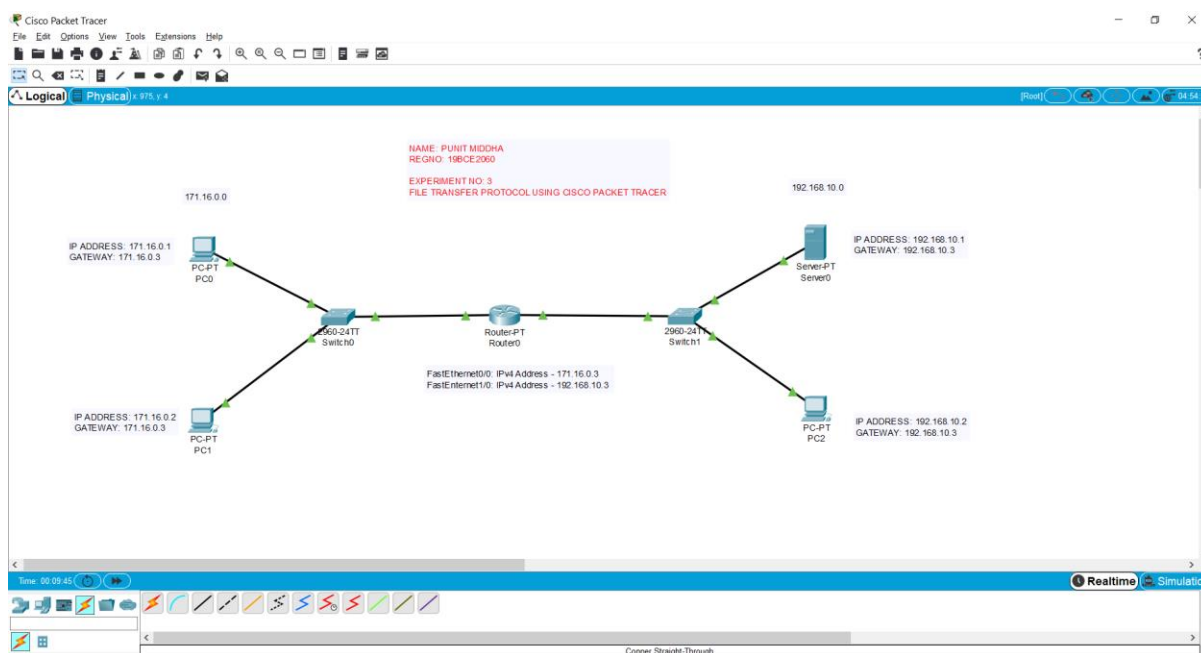 Cisco Packet Tracer
File Edit Options View Tools Extensions Help
Logical Physical x: 975, y: 4
[Root]
04:54
NAME: PUNIT MIDDHA
REGNO: 19BCE2060
EXPERIMENT NO: 3
FILE TRANSFER PROTOCOL USING CISCO PACKET TRACER
171.16.0.0
192.168.10.0
IP ADDRESS: 171.16.0.1
GATEWAY: 171.16.0.3
PC-PT
PC0
IP ADDRESS: 192.168.10.1
GATEWAY: 192.168.10.3
Server-PT
Server0
2960-24TT
Switch0
Router-PT
Router0
2960-24TT
Switch1
FastEthernet0/0: IPv4 Address - 171.16.0.3
FastEnternet1/0: IPv4 Address - 192.168.10.3
IP ADDRESS: 171.16.0.2
GATEWAY: 171.16.0.3
PC-PT
PC1
PC-PT
PC2
IP ADDRESS: 192.168.10.2
GATEWAY: 192.168.10.3
Time: 00:09:45
Realtime Simulatio
Copper Straight-Through